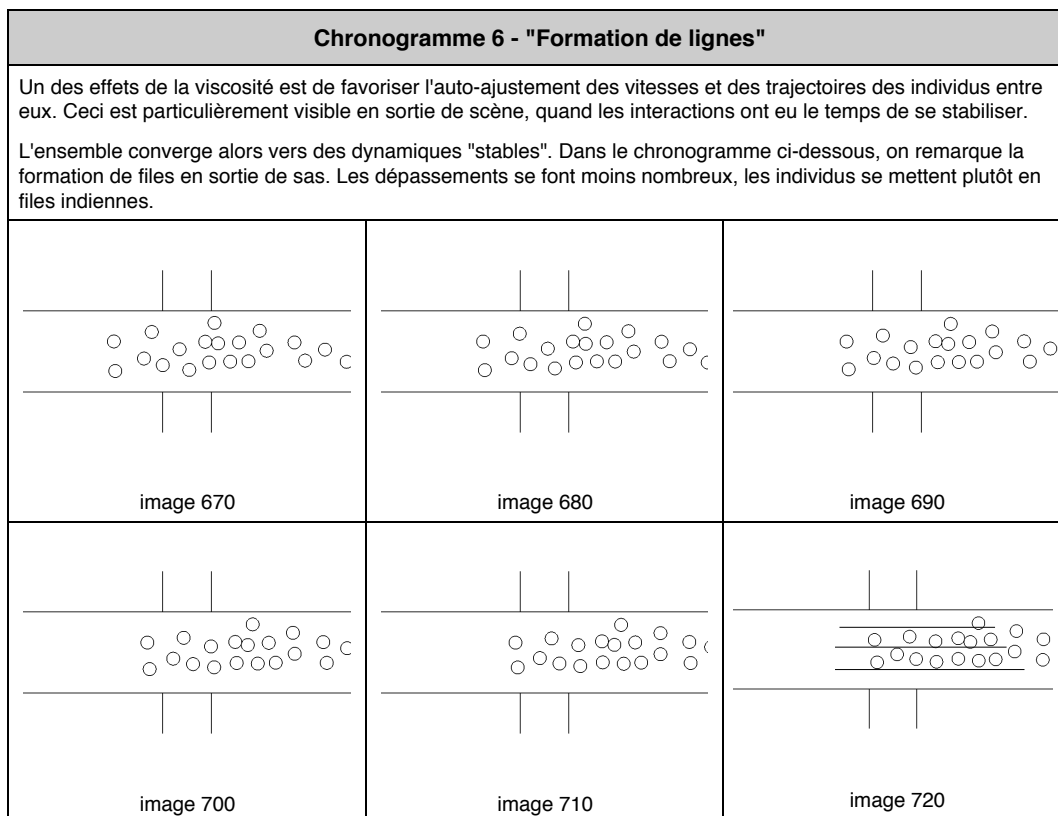 Chronogramme 6 - "Formation de lignes"
Un des effets de la viscosité est de favoriser l'auto-ajustement des vitesses et des trajectoires des individus entre
eux. Ceci est particulièrement visible en sortie de scène, quand les interactions ont eu le temps de se stabiliser.
L'ensemble converge alors vers des dynamiques "stables". Dans le chronogramme ci-dessous, on remarque la
formation de files en sortie de sas. Les dépassements se font moins nombreux, les individus se mettent plutôt en
files indiennes.
image 670
image 680
image 690
image 700
image 710
image 720